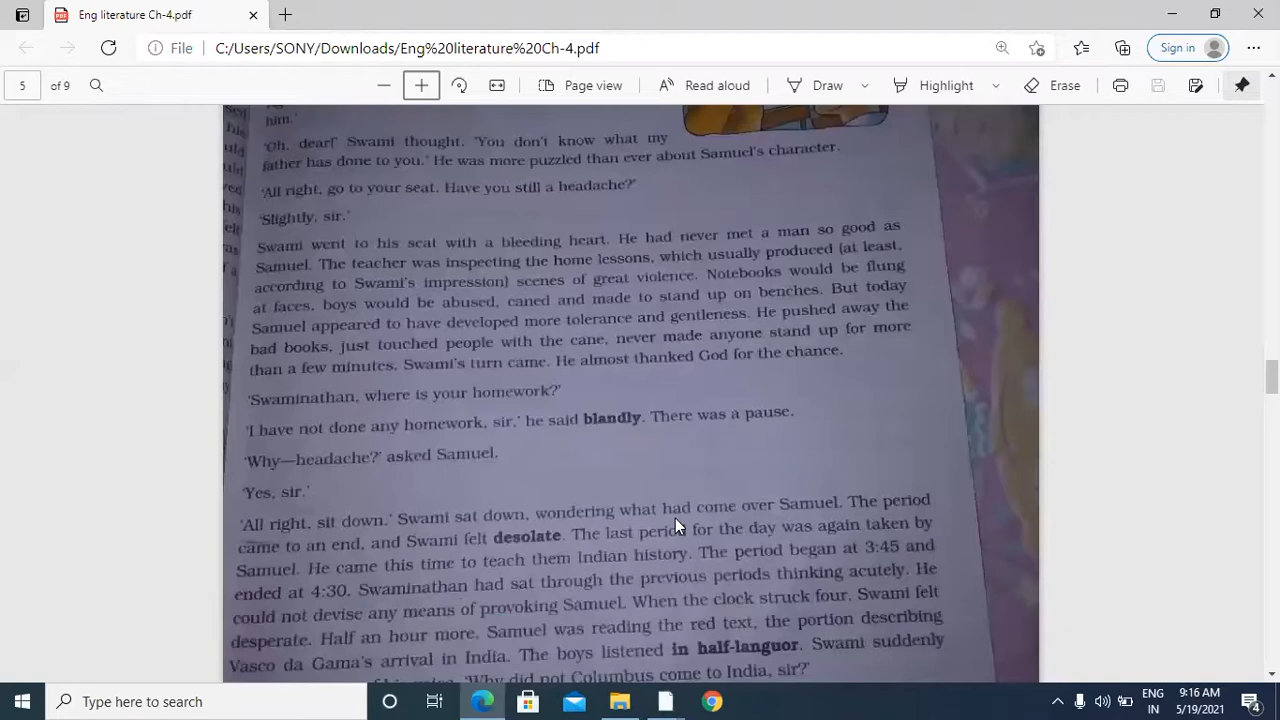 Eng literature Ch-4.pdf
File C:/Users/SONY/Downloads/Eng%20literature%20Ch-4.pdf
Sign in
5 of 9
Page view
Read aloud
Draw
Highlight
Erase
him.'
'Oh, dear!' Swami thought. 'You don't know what my
father has done to you.' He was more puzzled than ever about Samuel's character.
'All right, go to your seat. Have you still a headache?'
'Slightly, sir.'
Swami went to his seat with a bleeding heart. He had never met a man so good as
Samuel. The teacher was inspecting the home lessons, which usually produced (at least,
according to Swami's impression) scenes of great violence. Notebooks would be flung
at faces, boys would be abused, caned and made to stand up on benches. But today
Samuel appeared to have developed more tolerance and gentleness. He pushed away the
bad books, just touched people with the cane, never made anyone stand up for more
than a few minutes. Swami's turn came. He almost thanked God for the chance.
'Swaminathan, where is your homework?'
'I have not done any homework, sir,' he said blandly. There was a pause.
'Why—headache?' asked Samuel.
'Yes, sir.'
'All right, sit down.' Swami sat down, wondering what had come over Samuel. The period
came to an end, and Swami felt desolate. The last period for the day was again taken by
Samuel. He came this time to teach them Indian history. The period began at 3:45 and
ended at 4:30. Swaminathan had sat through the previous periods thinking acutely. He
could not devise any means of provoking Samuel. When the clock struck four, Swami felt
desperate. Half an hour more. Samuel was reading the red text, the portion describing
Vasco da Gama's arrival in India. The boys listened in half-languor. Swami suddenly
'Why did not Columbus come to India, sir?'
Type here to search
ENG
IN
9:16 AM
5/19/2021
4